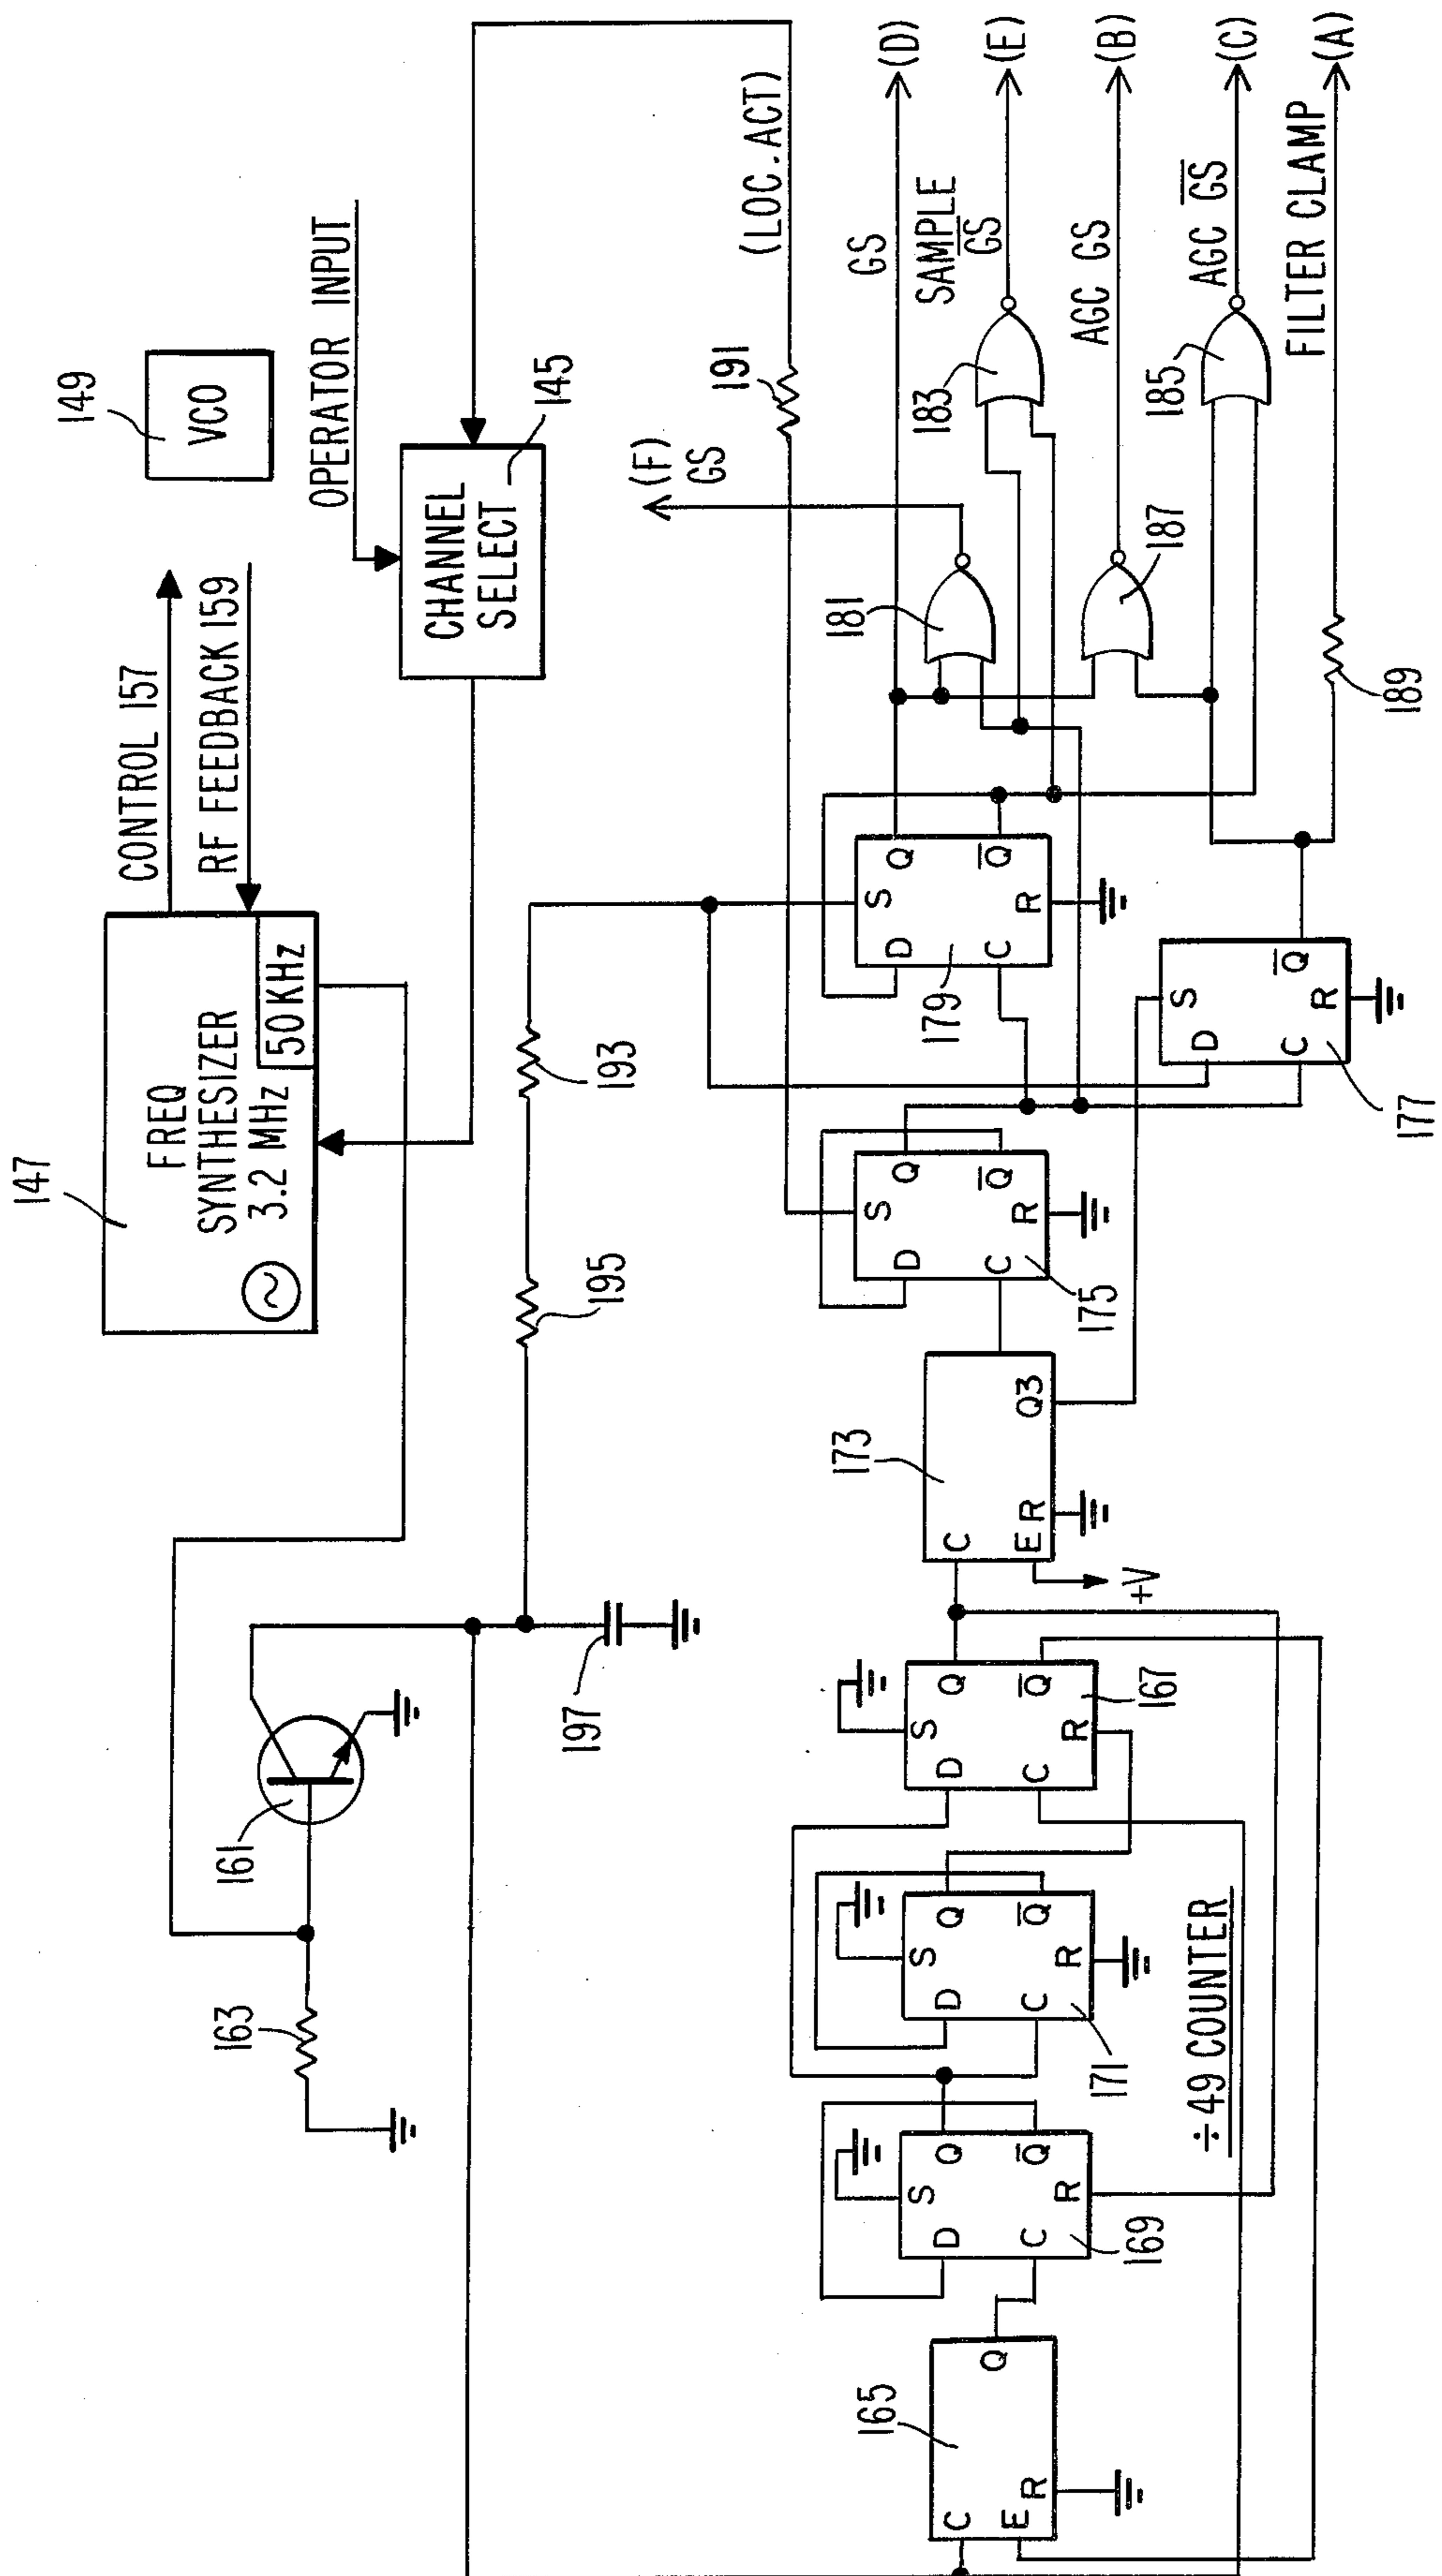 149
VCO
OPERATOR INPUT
145
CHANNEL
SELECT
CONTROL 157
RF FEEDBACK 159
147
FREQ
SYNTHESIZER
3.2 MHz
50 KHz
~
161
163
193
195
197
(LOC.ACT)
191
(F)
GS
GS
(D)
SAMPLE
G̅S̅
(E)
AGC GS
(B)
AGC G̅S̅
(C)
FILTER CLAMP
(A)
181
183
187
185
189
S
D
Q
C
Q̅
R
179
S
D
C
Q̅
R
177
S
D
Q
C
Q̅
R
175
173
C
E
R
Q3
+V
S
D
Q
C
Q̅
R
167
S
D
Q
C
Q̅
R
171
S
D
Q
C
Q̅
R
169
165
C
E
R
Q
÷49 COUNTER